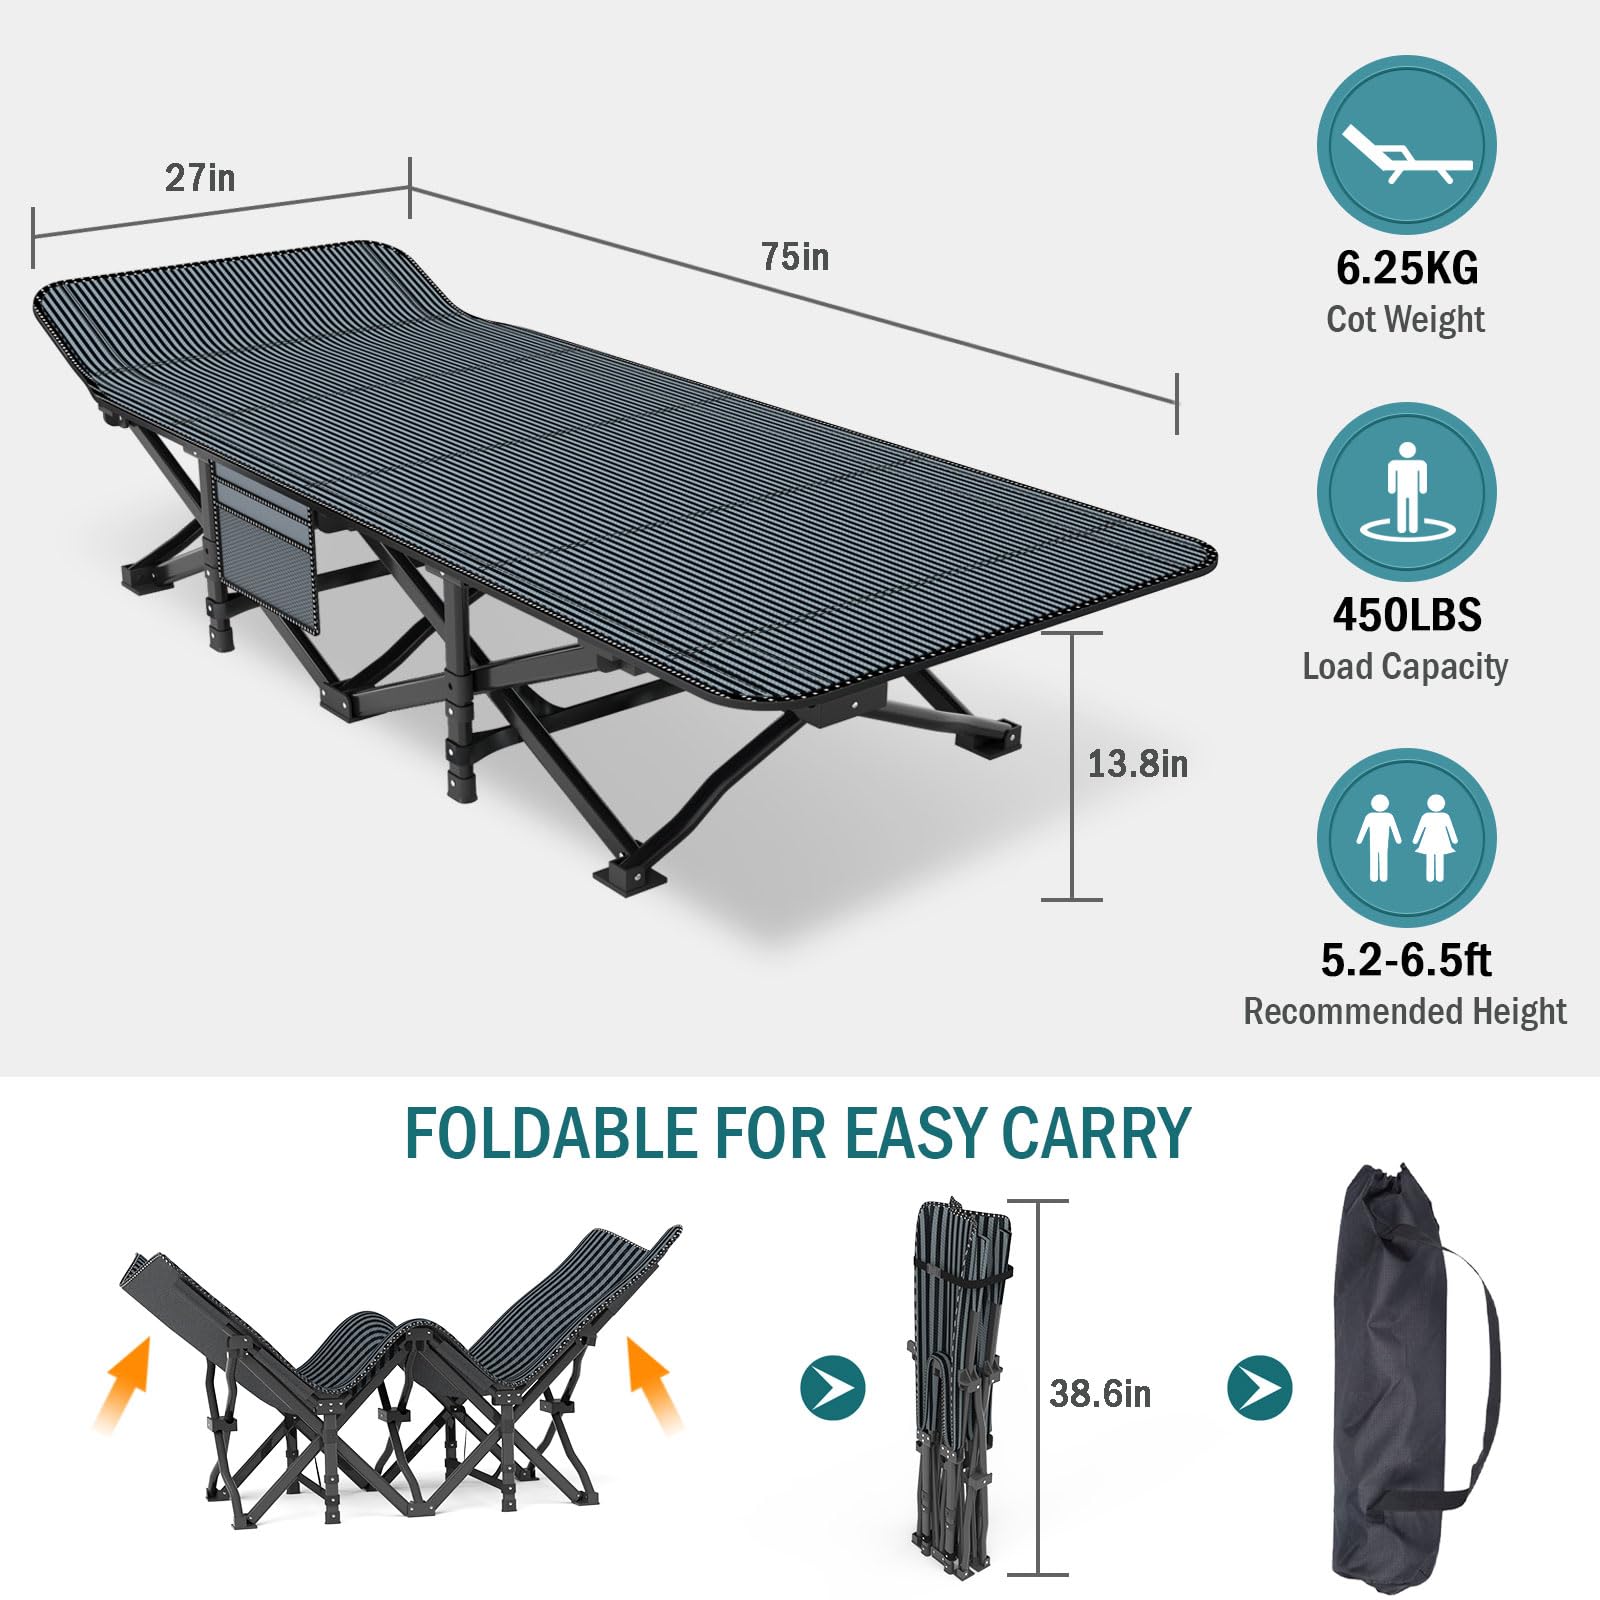 27in
75in
13.8in
6.25KG
Cot Weight
450LBS
Load Capacity
5.2-6.5ft
Recommended Height
FOLDABLE FOR EASY CARRY
38.6in